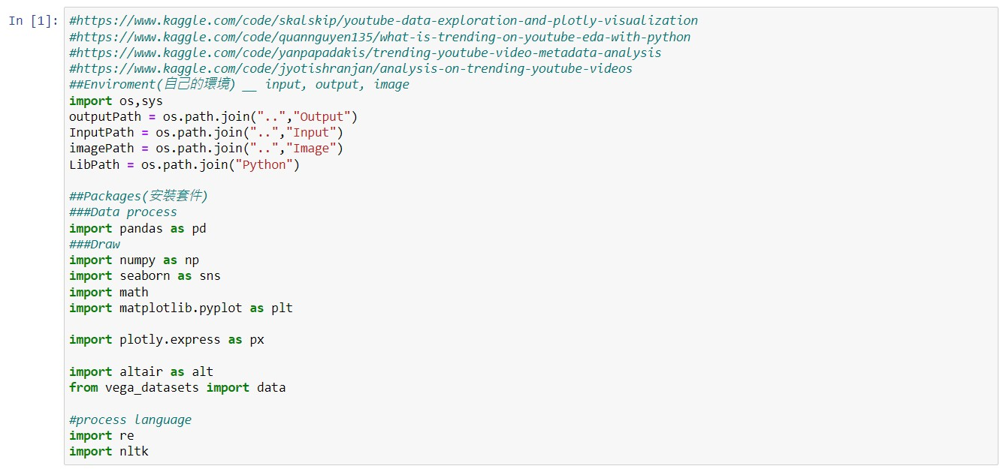 In [1]:
#https://www.kaggle.com/code/skalskip/youtube-data-exploration-and-plotly-visualization
#https://www.kaggle.com/code/quannguyen135/what-is-trending-on-youtube-eda-with-python
#https://www.kaggle.com/code/yanpapadakis/trending-youtube-video-metadata-analysis
#https://www.kaggle.com/code/jyotishranjan/analysis-on-trending-youtube-videos
##Enviroment(自己的環境) __ input, output, image
import os,sys
outputPath = os.path.join("..","Output")
InputPath = os.path.join("..","Input")
imagePath = os.path.join("..","Image")
LibPath = os.path.join("Python")
##Packages(安裝套件)
###Data process
import pandas as pd
###Draw
import numpy as np
import seaborn as sns
import math
import matplotlib.pyplot as plt
import plotly.express as px
import altair as alt
from vega_datasets import data
#process language
import re
import nltk